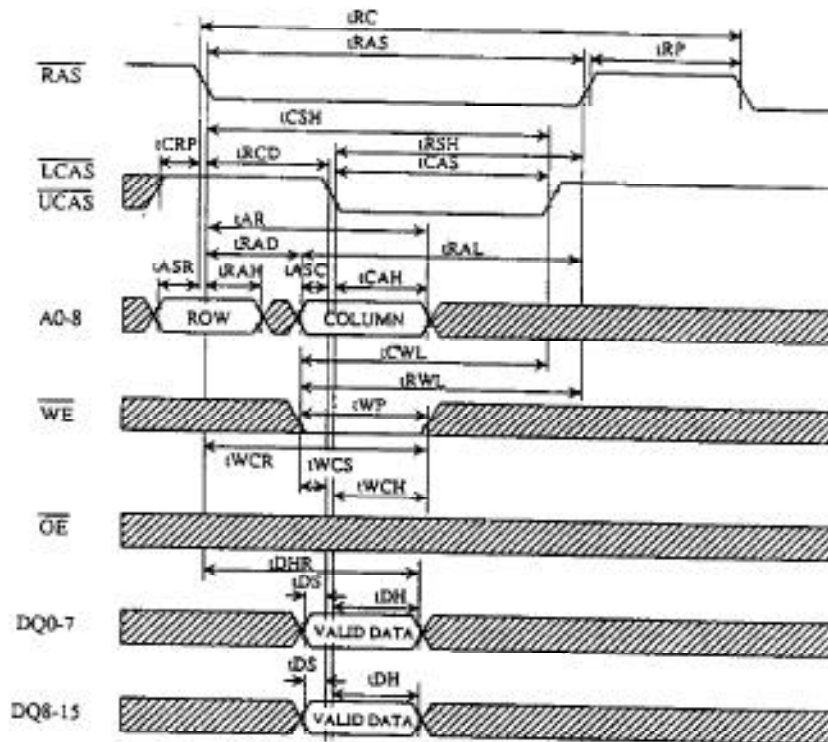 tRC
tRAS
tRP
RAS
tCSH
tCRP
tRSH
tRCD
tCAS
LCAS
UCAS
tAR
tRAD
tRAL
tASR
tRAH
tASC
tCAH
A0-8
ROW
COLUMN
tCWL
tRWL
WE
tWP
tWCR
tWCS
tWCH
OE
tDHR
tDS
tDH
DQ0-7
VALID DATA
tDS
tDH
DQ8-15
VALID DATA